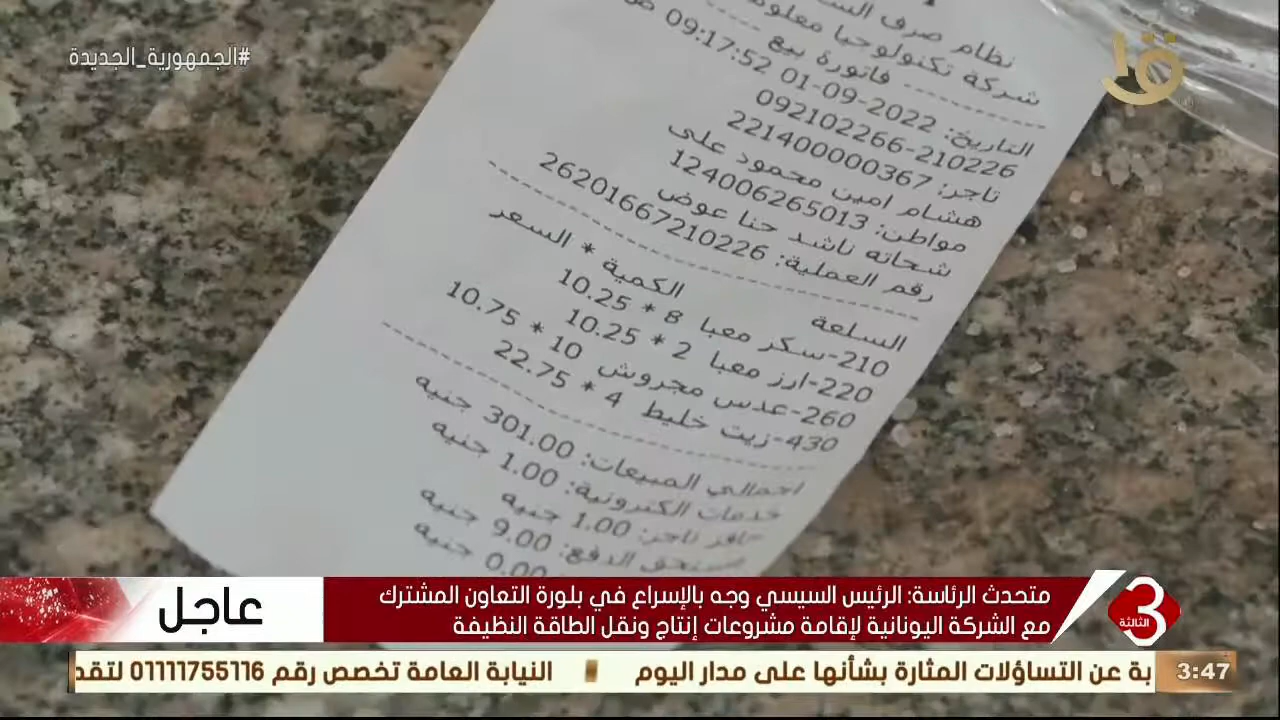 #الجمهورية_الجديدة
نظام صرف
شركة تكنولوجيا
فاتورة بيع
التاريخ: 2022-09-01 09:17:52
092102266-210226
تاجر: 221400000367
هشام امين محمود على
مواطن: 124006265013
شحاته ناشد حنا عوض
رقم العملية: 26201667210226
السلعة الكمية * السعر
210-سكر معبا 8 * 10.25
220-ارز معبا 2 * 10.25
260-عدس مجروش 10 * 10.75
430-زيت خليط 4 * 22.75
اجمالي المبيعات: 301.00 جنيه
خدمات الكترونية: 1.00 جنيه
تاجر: 1.00 جنيه
مستحق الدفع: 9.00 جنيه
0.00 جنيه
عاجل
متحدث الرئاسة: الرئيس السيسي وجه بالإسراع في بلورة التعاون المشترك
مع الشركة اليونانية لإقامة مشروعات إنتاج ونقل الطاقة النظيفة
3 الثالثة
3:47
بة عن التساؤلات المثارة بشأنها على مدار اليوم النيابة العامة تخصص رقم 01111755116 لتقد